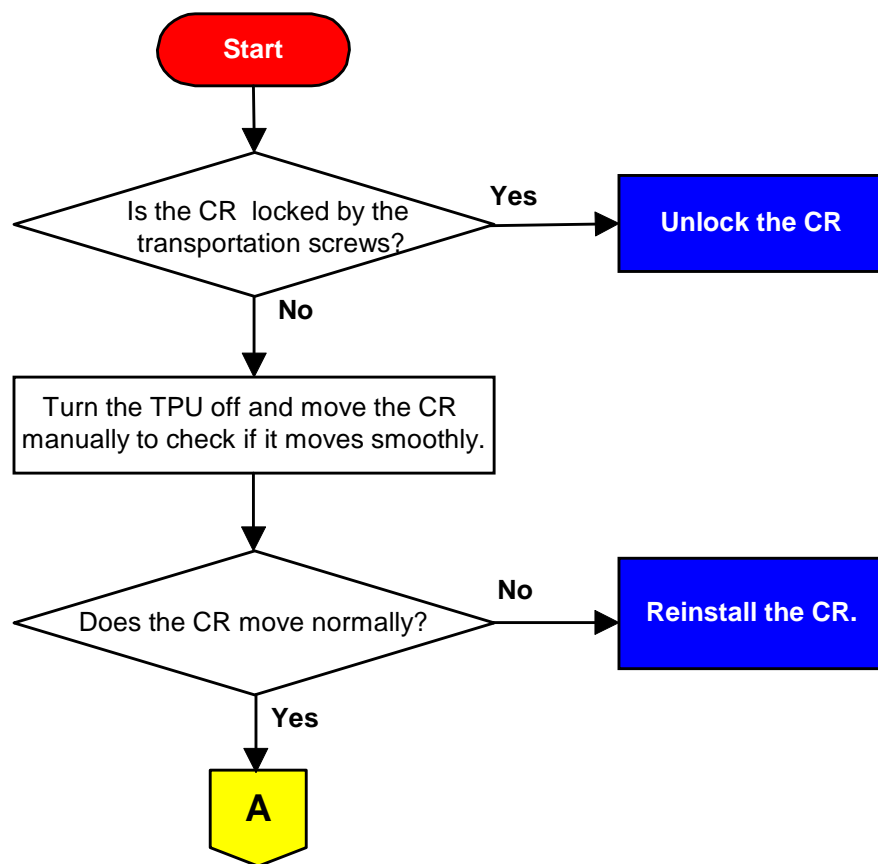 Start
Is the CR  locked by the
transportation screws?
Yes
Unlock the CR
No
Turn the TPU off and move the CR
manually to check if it moves smoothly.
Does the CR move normally?
No
Reinstall the CR.
Yes
A